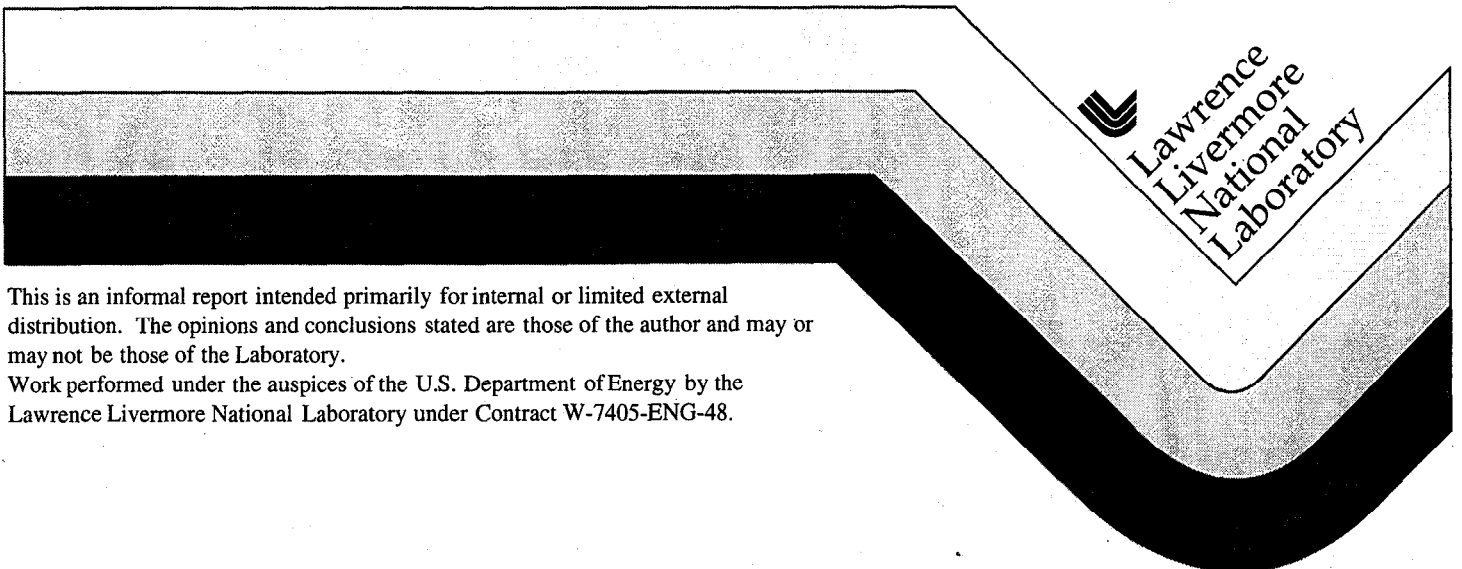 Lawrence
Livermore
National
Laboratory
This is an informal report intended primarily for internal or limited external
distribution. The opinions and conclusions stated are those of the author and may or
may not be those of the Laboratory.
Work performed under the auspices of the U.S. Department of Energy by the
Lawrence Livermore National Laboratory under Contract W-7405-ENG-48.